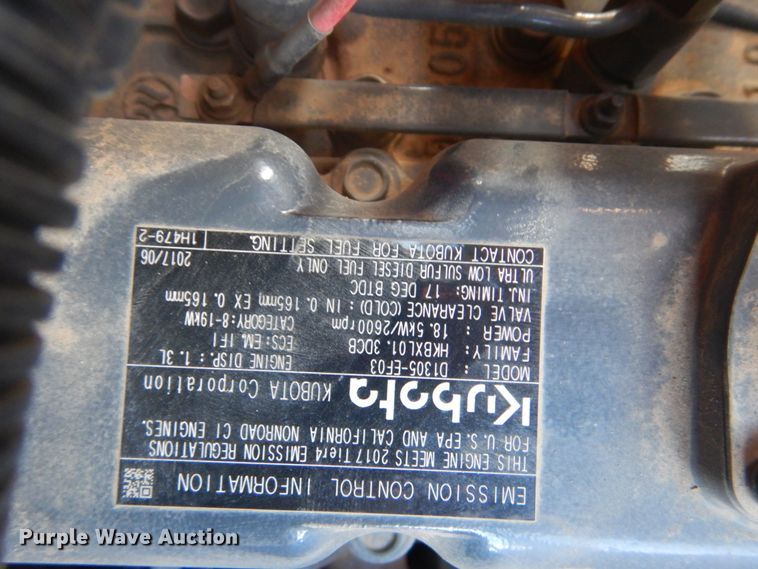 EMISSION CONTROL INFORMATION
THIS ENGINE MEETS 2017 Tier4 EMISSION REGULATIONS
FOR U.S. EPA AND CALIFORNIA NONROAD CI ENGINES.
Kubota KUBOTA Corporation
MODEL : D1305-EF03 ENGINE DISP.: 1.3L
FAMILY : HKBXL01.3DCB ECS: EM, IFI
POWER : 18.5kW/2600rpm CATEGORY:8-19kW
VALVE CLEARANCE (COLD) : IN 0.165mm EX 0.165mm
INJ. TIMING: 17 DEG BTDC
ULTRA LOW SULFUR DIESEL FUEL ONLY 2017/06
CONTACT KUBOTA FOR FUEL SETTING. 1H479-2
05
Purple Wave Auction